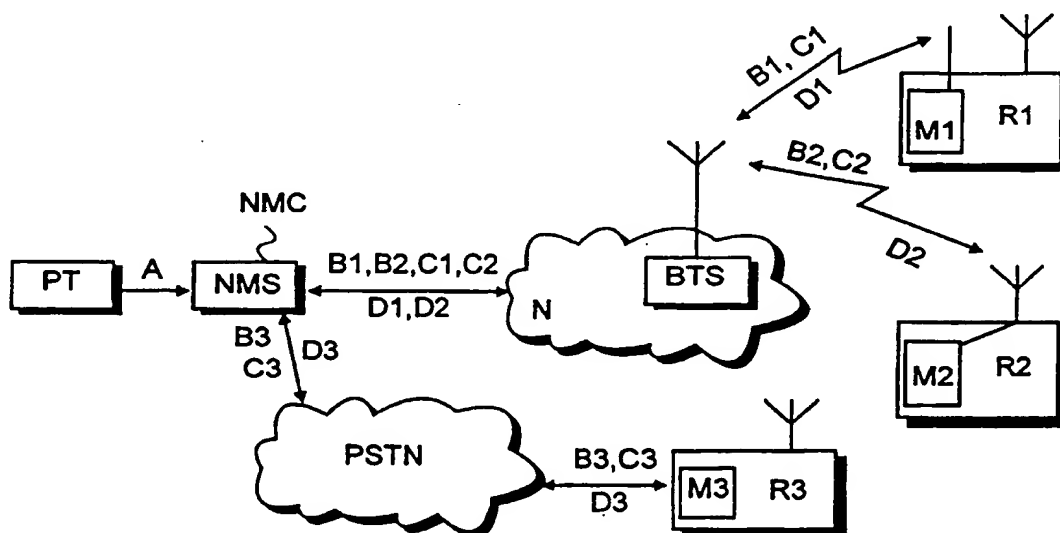 B1, C1
D1
M1
R1
B2,C2
D2
NMC
PT
A
NMS
B1,B2,C1,C2
D1,D2
N
BTS
B3
C3
D3
M2
R2
PSTN
B3,C3
D3
M3
R3